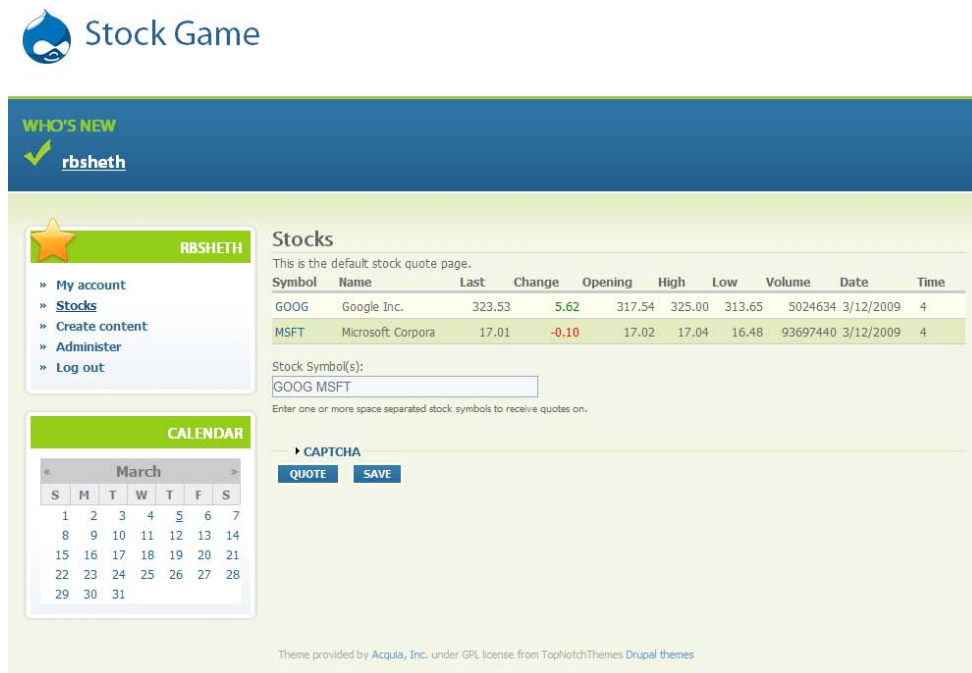 Stock Game
WHO'S NEW
rbsheth
RBSHETH
» My account
» Stocks
» Create content
» Administer
» Log out
CALENDAR
« March »
S M T W T F S
1 2 3 4 5 6 7
8 9 10 11 12 13 14
15 16 17 18 19 20 21
22 23 24 25 26 27 28
29 30 31
Stocks
This is the default stock quote page.
Symbol Name Last Change Opening High Low Volume Date Time
GOOG Google Inc. 323.53 5.62 317.54 325.00 313.65 5024634 3/12/2009 4
MSFT Microsoft Corpora 17.01 -0.10 17.02 17.04 16.48 93697440 3/12/2009 4
Stock Symbol(s):
GOOG MSFT
Enter one or more space separated stock symbols to receive quotes on.
CAPTCHA
QUOTE SAVE
Theme provided by Acquia, Inc. under GPL license from TopNotchThemes Drupal themes